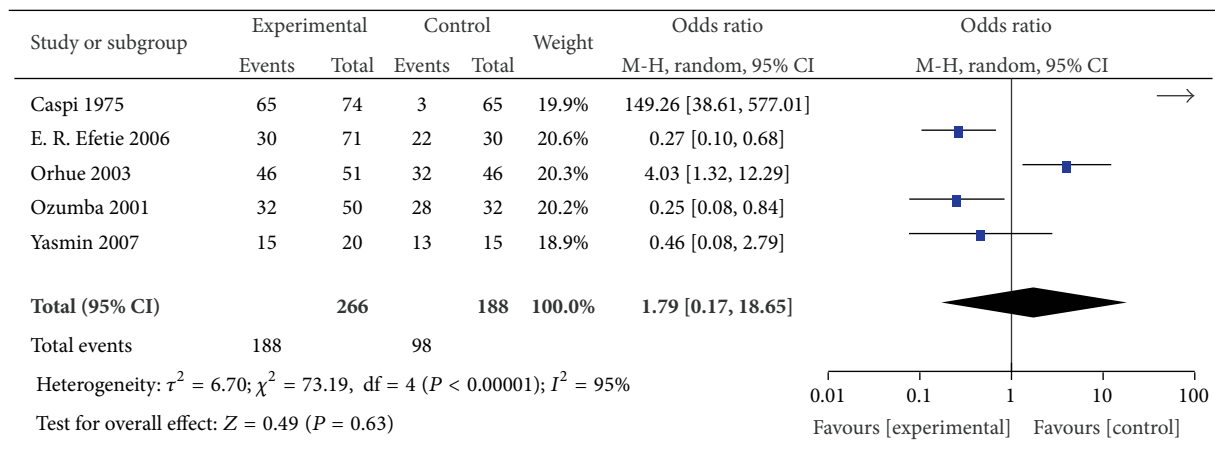 Study or subgroup Experimental Control Weight Odds ratio Odds ratio
Events Total Events Total M-H, random, 95% CI M-H, random, 95% CI
Caspi 1975 65 74 3 65 19.9% 149.26 [38.61, 577.01]
E. R. Efetie 2006 30 71 22 30 20.6% 0.27 [0.10, 0.68]
Orhue 2003 46 51 32 46 20.3% 4.03 [1.32, 12.29]
Ozumba 2001 32 50 28 32 20.2% 0.25 [0.08, 0.84]
Yasmin 2007 15 20 13 15 18.9% 0.46 [0.08, 2.79]
Total (95% CI) 266 188 100.0% 1.79 [0.17, 18.65]
Total events 188 98
Heterogeneity: τ² = 6.70; χ² = 73.19, df = 4 (P < 0.00001); I² = 95%
Test for overall effect: Z = 0.49 (P = 0.63)
0.01 0.1 1 10 100
Favours [experimental] Favours [control]